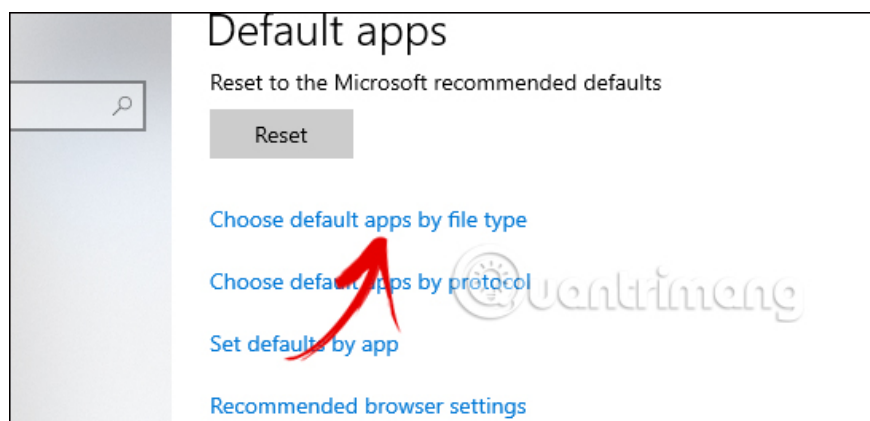 Default apps
Reset to the Microsoft recommended defaults
Reset
Choose default apps by file type
Choose default apps by protocol
Quantrimang
Set defaults by app
Recommended browser settings